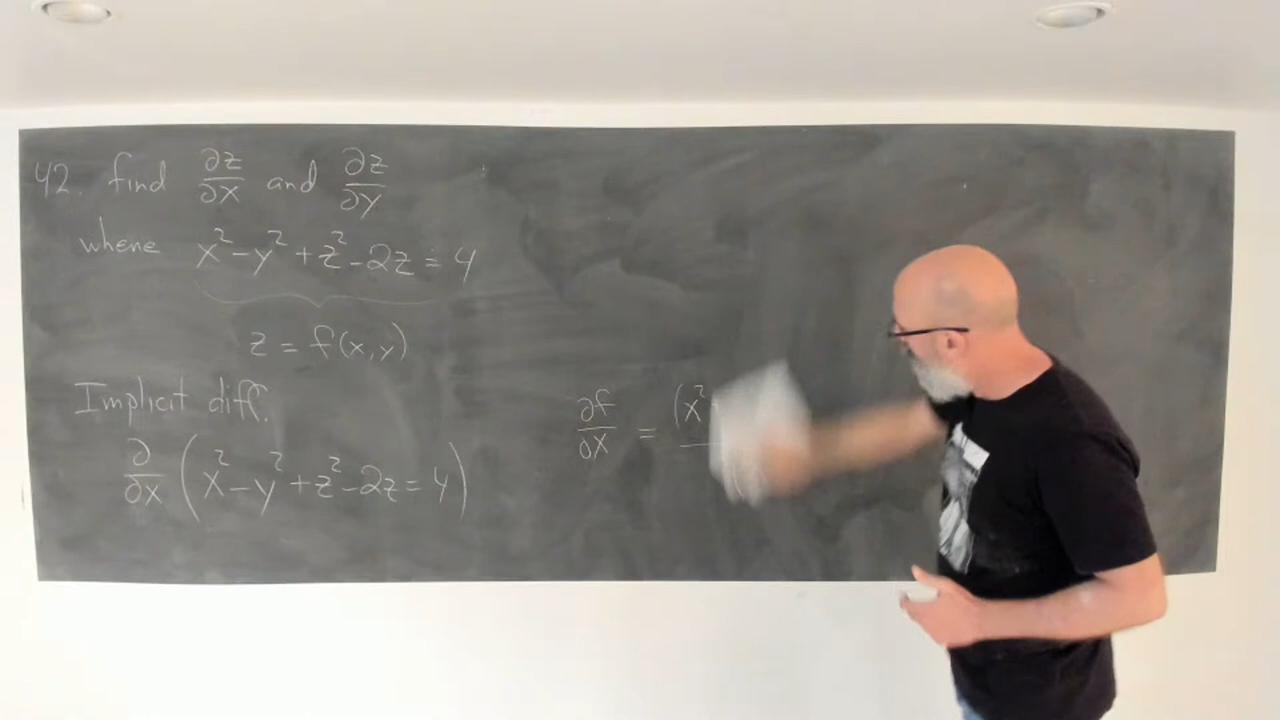 42. find ∂z/∂x and ∂z/∂y
where x² - y² + z² - 2z = 4
z = f(x,y)
Implicit diff.
∂/∂x (x² - y² + z² - 2z = 4)
∂f/∂x = (x²